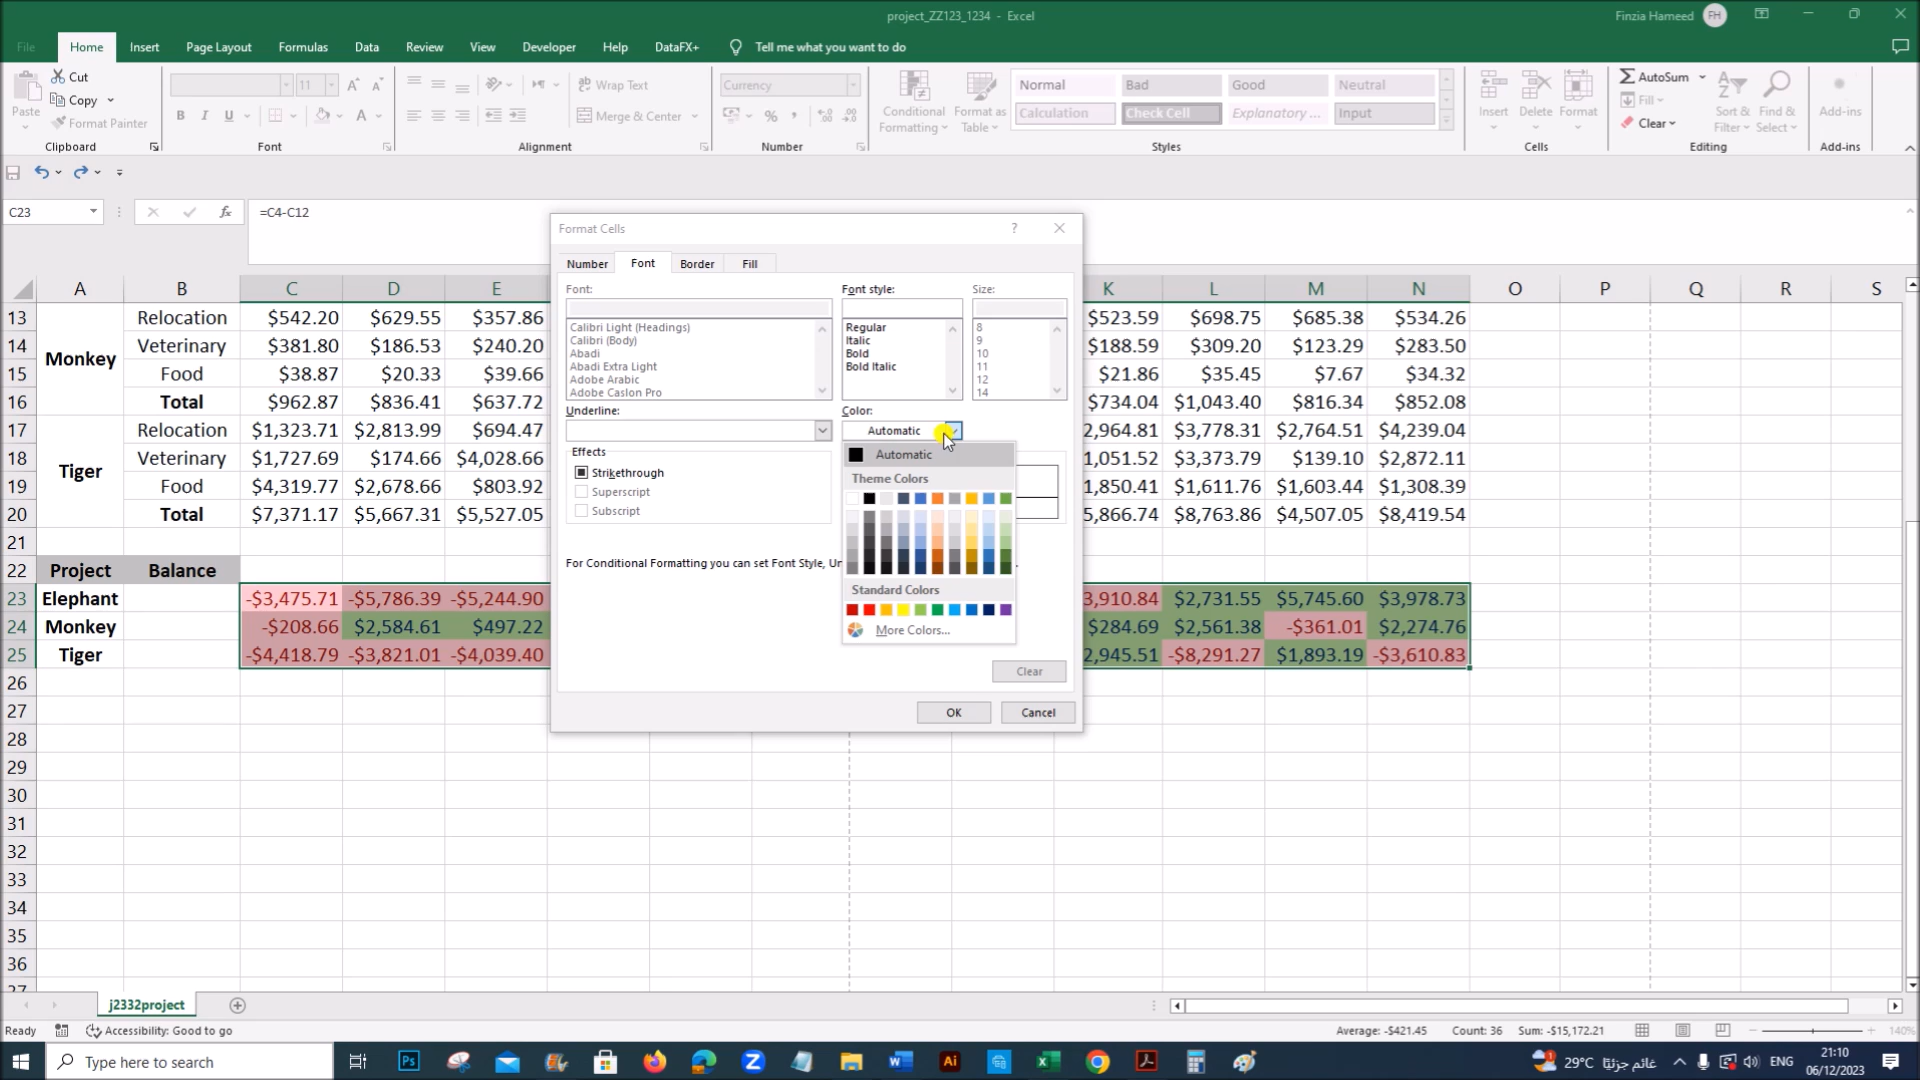 project_ZZ123_1234 - Excel
Finzia Hameed FH
File Home Insert Page Layout Formulas Data Review View Developer Help DataFX+ Tell me what you want to do
Cut
Copy
Format Painter
Paste
Clipboard
11
B I U
Font
Wrap Text
Merge & Center
Alignment
Currency
Number
Conditional Formatting
Format as Table
Normal Bad Good Neutral
Calculation Check Cell Explanatory ... Input
Styles
Insert Delete Format
Cells
AutoSum
Fill
Clear
Sort & Filter
Find & Select
Editing
Add-ins
Add-ins
C23 fx =C4-C12
Format Cells ?
Number Font Border Fill
Font: Font style: Size:
Calibri Light (Headings) Regular 8
Calibri (Body) Italic 9
Abadi Bold 10
Abadi Extra Light Bold Italic 11
Adobe Arabic 12
Adobe Caslon Pro 14
Underline: Color:
Automatic
Effects
Strikethrough
Superscript
Subscript
Automatic
Theme Colors
Standard Colors
More Colors...
For Conditional Formatting you can set Font Style, Un
Clear
OK Cancel
A B C D E K L M N O P Q R S
13 Relocation $542.20 $629.55 $357.86 $523.59 $698.75 $685.38 $534.26
14 Monkey Veterinary $381.80 $186.53 $240.20 $188.59 $309.20 $123.29 $283.50
15 Food $38.87 $20.33 $39.66 $21.86 $35.45 $7.67 $34.32
16 Total $962.87 $836.41 $637.72 $734.04 $1,043.40 $816.34 $852.08
17 Relocation $1,323.71 $2,813.99 $694.47 2,964.81 $3,778.31 $2,764.51 $4,239.04
18 Tiger Veterinary $1,727.69 $174.66 $4,028.66 1,051.52 $3,373.79 $139.10 $2,872.11
19 Food $4,319.77 $2,678.66 $803.92 1,850.41 $1,611.76 $1,603.44 $1,308.39
20 Total $7,371.17 $5,667.31 $5,527.05 5,866.74 $8,763.86 $4,507.05 $8,419.54
21
22 Project Balance
23 Elephant -$3,475.71 -$5,786.39 -$5,244.90 3,910.84 $2,731.55 $5,745.60 $3,978.73
24 Monkey -$208.66 $2,584.61 $497.22 $284.69 $2,561.38 -$361.01 $2,274.76
25 Tiger -$4,418.79 -$3,821.01 -$4,039.40 2,945.51 -$8,291.27 $1,893.19 -$3,610.83
26
27
28
29
30
31
32
33
34
35
36
37
j2332project
Ready Accessibility: Good to go Average: -$421.45 Count: 36 Sum: -$15,172.21 140%
Type here to search
29°C غائم جزئيًا ENG 21:10
06/12/2023